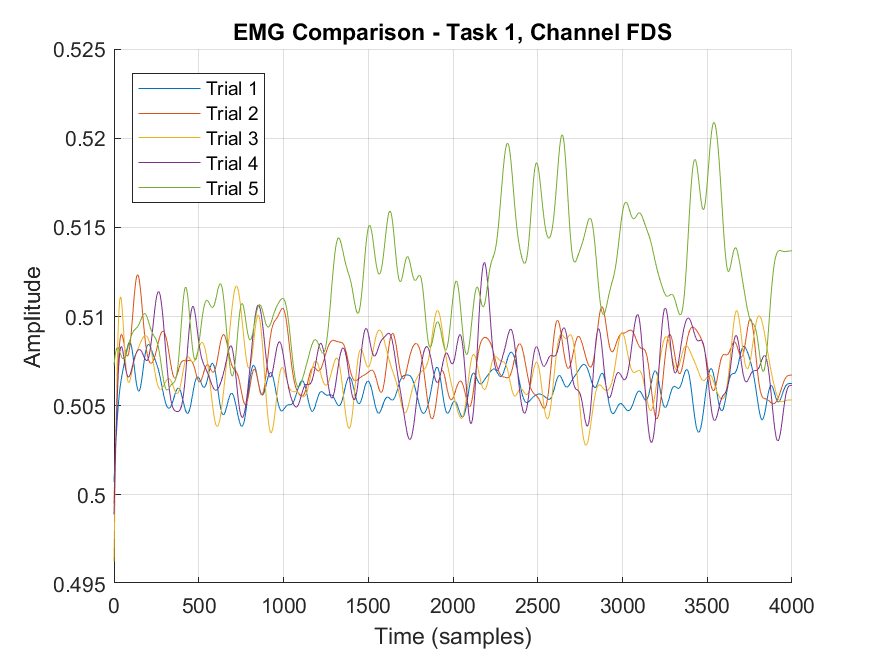 EMG Comparison - Task 1, Channel FDS
0.525
0.52
0.515
0.51
0.505
0.5
0.495
Amplitude
Trial 1
Trial 2
Trial 3
Trial 4
Trial 5
0 500 1000 1500 2000 2500 3000 3500 4000
Time (samples)